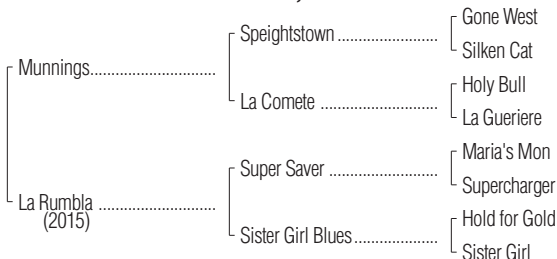 Gone West
Speightstown
Silken Cat
Munnings
Holy Bull
La Comete
La Gueriere
Maria's Mon
Super Saver
Supercharger
La Rumbla
(2015)
Hold for Gold
Sister Girl Blues
Sister Girl